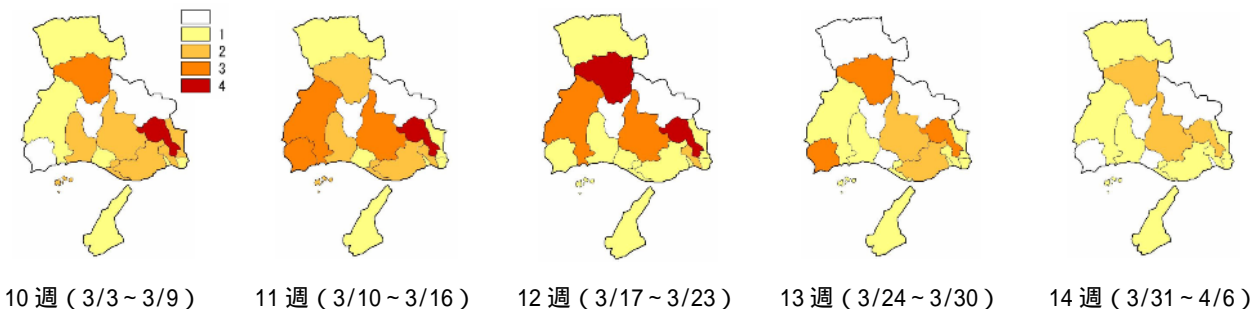 1
2
3
4
10 週 ( 3/3 ~ 3/9 )
11 週 ( 3/10 ~ 3/16 )
12 週 ( 3/17 ~ 3/23 )
13 週 ( 3/24 ~ 3/30 )
14 週 ( 3/31 ~ 4/6 )